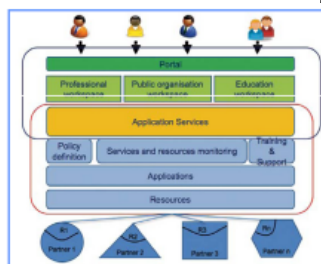 Portal
Professional workspace
Public organisation workspace
Education workspace
Application Services
Policy definition
Services and resources monitoring
Training & Support
Applications
Resources
R1
Partner 1
R2
Partner 2
R3
Partner 3
Rn
Partner n